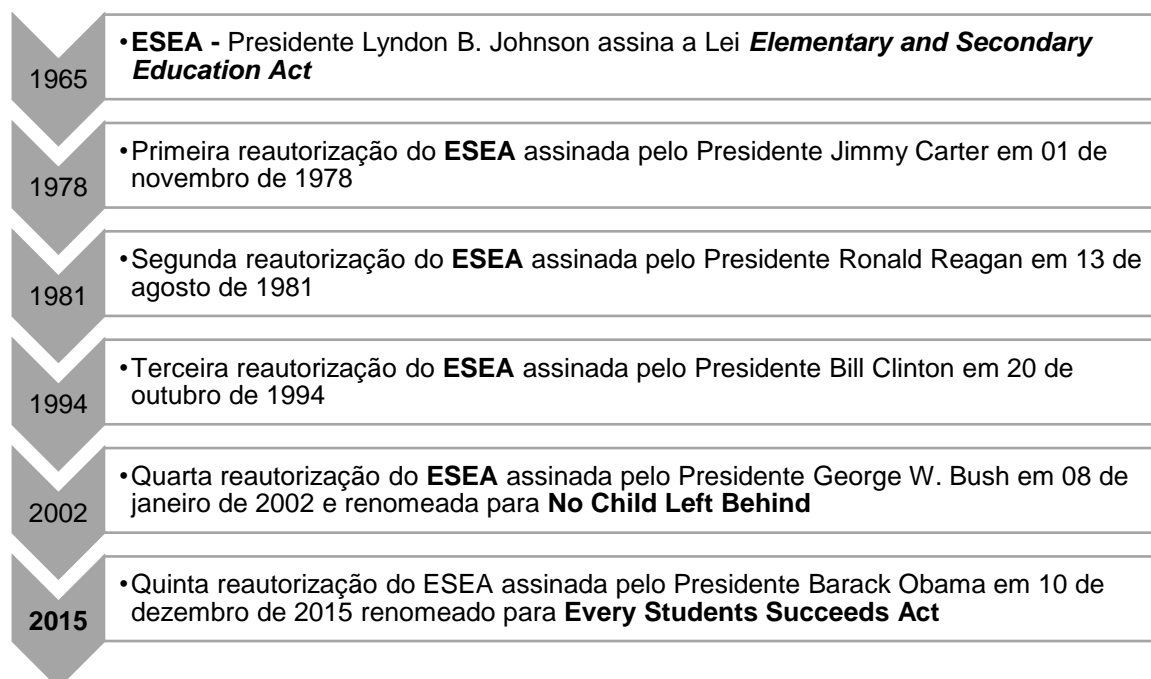 1965
•ESEA - Presidente Lyndon B. Johnson assina a Lei Elementary and Secondary
Education Act
1978
•Primeira reautorização do ESEA assinada pelo Presidente Jimmy Carter em 01 de
novembro de 1978
1981
•Segunda reautorização do ESEA assinada pelo Presidente Ronald Reagan em 13 de
agosto de 1981
1994
•Terceira reautorização do ESEA assinada pelo Presidente Bill Clinton em 20 de
outubro de 1994
2002
•Quarta reautorização do ESEA assinada pelo Presidente George W. Bush em 08 de
janeiro de 2002 e renomeada para No Child Left Behind
2015
•Quinta reautorização do ESEA assinada pelo Presidente Barack Obama em 10 de
dezembro de 2015 renomeado para Every Students Succeeds Act